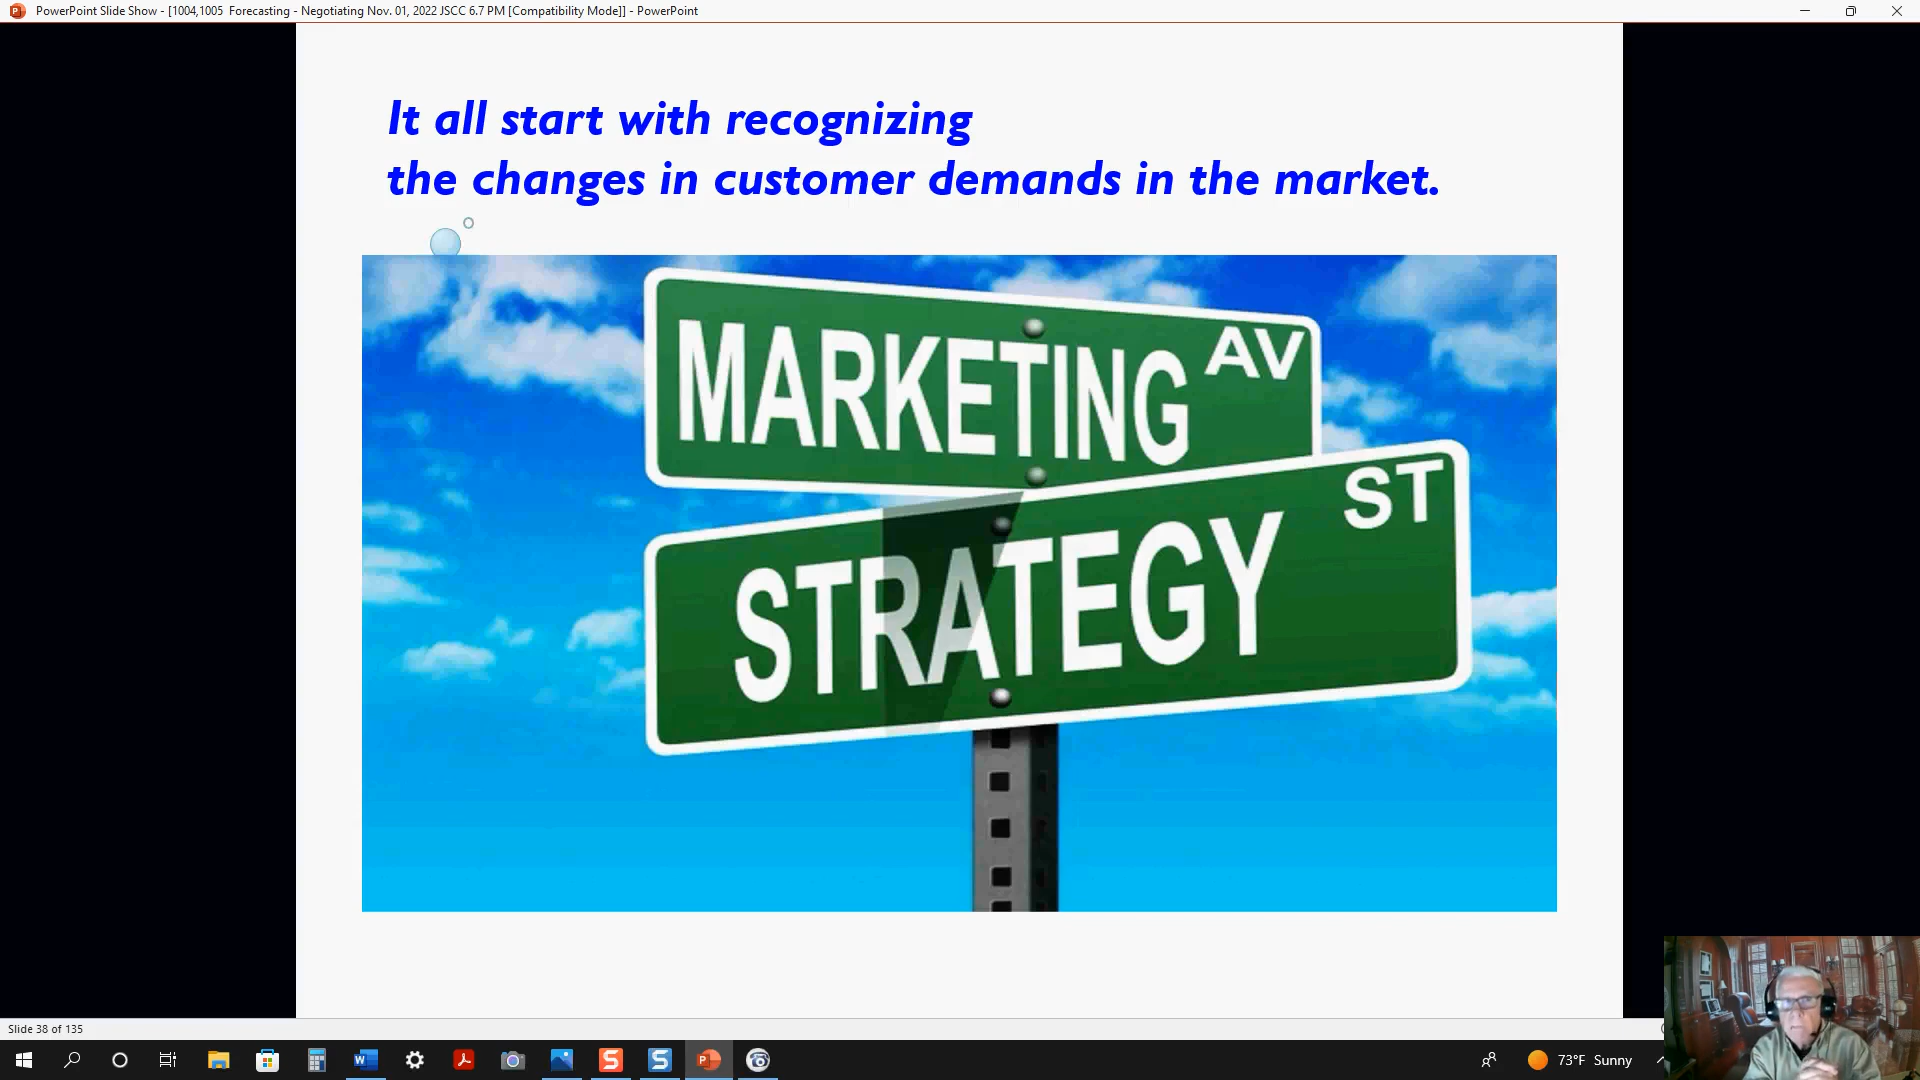 PowerPoint Slide Show - [1004,1005  Forecasting - Negotiating Nov. 01, 2022 JSCC 6.7 PM [Compatibility Mode]] - PowerPoint
It all start with recognizing
the changes in customer demands in the market.
MARKETING AV
STRATEGY ST
Slide 38 of 135
73°F Sunny